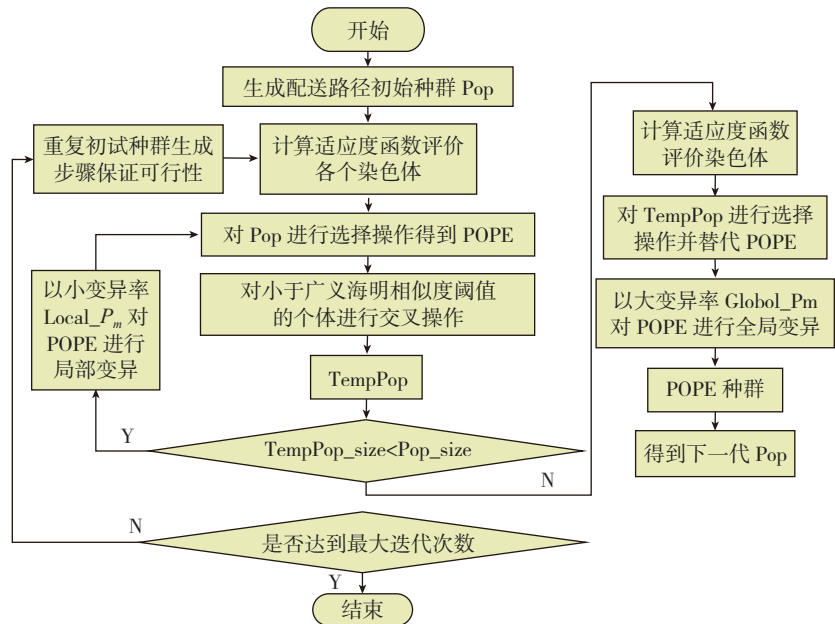 开始
生成配送路径初始种群 Pop
重复初试种群生成
步骤保证可行性
计算适应度函数评价
各个染色体
对 Pop 进行选择操作得到 POPE
以小变异率
Local_Pm 对
POPE 进行
局部变异
对小于广义海明相似度阈值
的个体进行交叉操作
TempPop
Y
TempPop_size<Pop_size
N
计算适应度函数
评价染色体
对 TempPop 进行选择
操作并替代 POPE
以大变异率 Globol_Pm
对 POPE 进行全局变异
POPE 种群
得到下一代 Pop
N
是否达到最大迭代次数
Y
结束